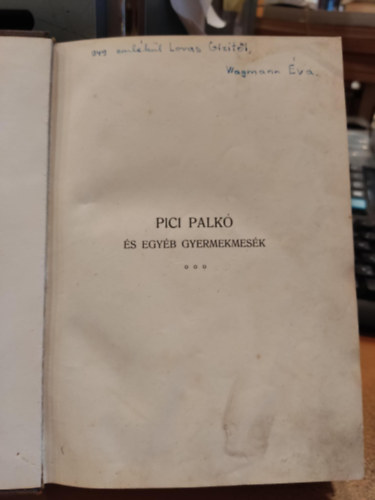 emlékül Lovas Gizitől,
Wagmann Éva.
PICI PALKÓ
ÉS EGYÉB GYERMEKMESÉK
* * *